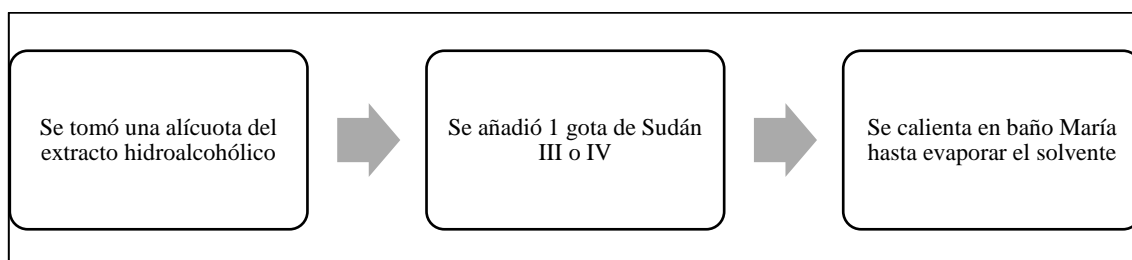 Se tomó una alícuota del
extracto hidroalcohólico
Se añadió 1 gota de Sudán
III o IV
Se calienta en baño María
hasta evaporar el solvente